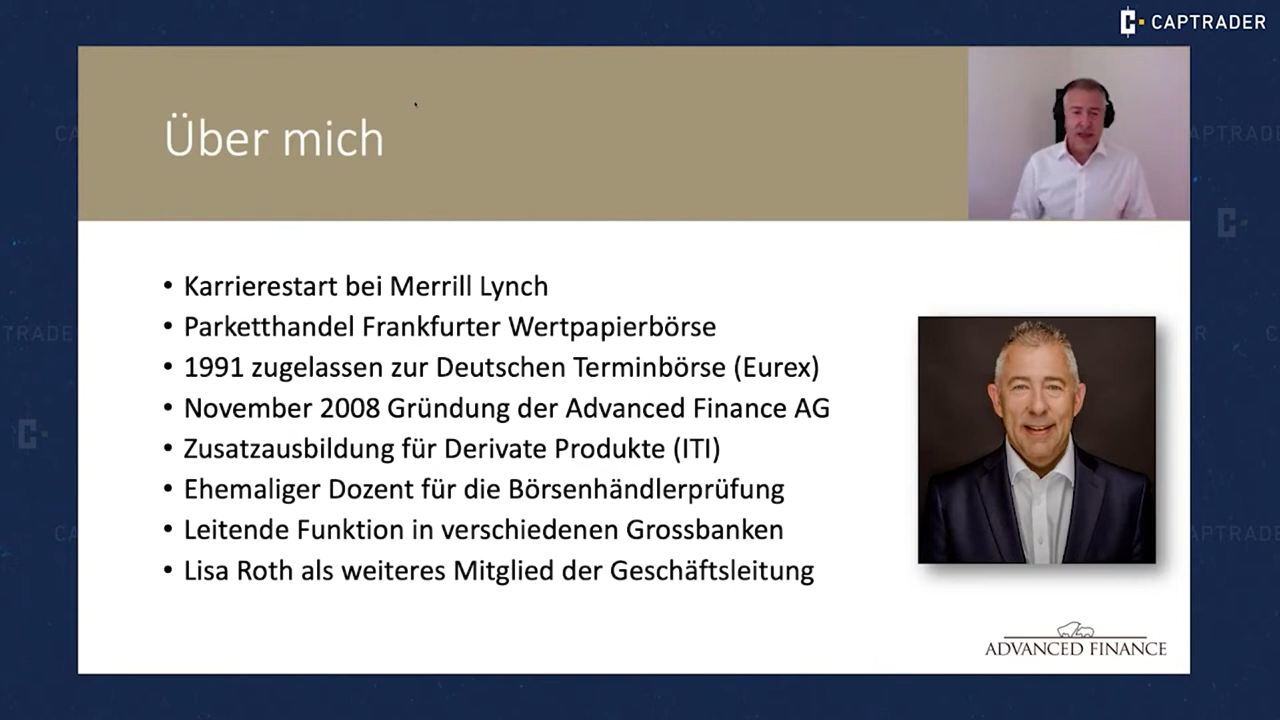 CAPTRADER
Über mich
• Karrierestart bei Merrill Lynch
• Parketthandel Frankfurter Wertpapierbörse
• 1991 zugelassen zur Deutschen Terminbörse (Eurex)
• November 2008 Gründung der Advanced Finance AG
• Zusatzausbildung für Derivate Produkte (ITI)
• Ehemaliger Dozent für die Börsenhändlerprüfung
• Leitende Funktion in verschiedenen Grossbanken
• Lisa Roth als weiteres Mitglied der Geschäftsleitung
ADVANCED FINANCE